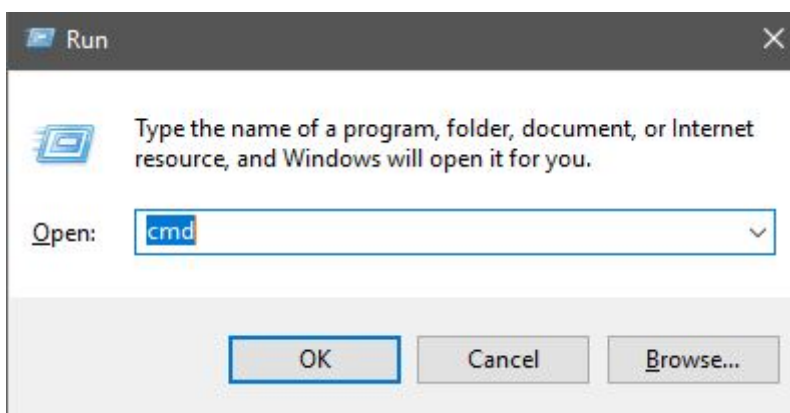 Run
Type the name of a program, folder, document, or Internet
resource, and Windows will open it for you.
Open: cmd
OK Cancel Browse...